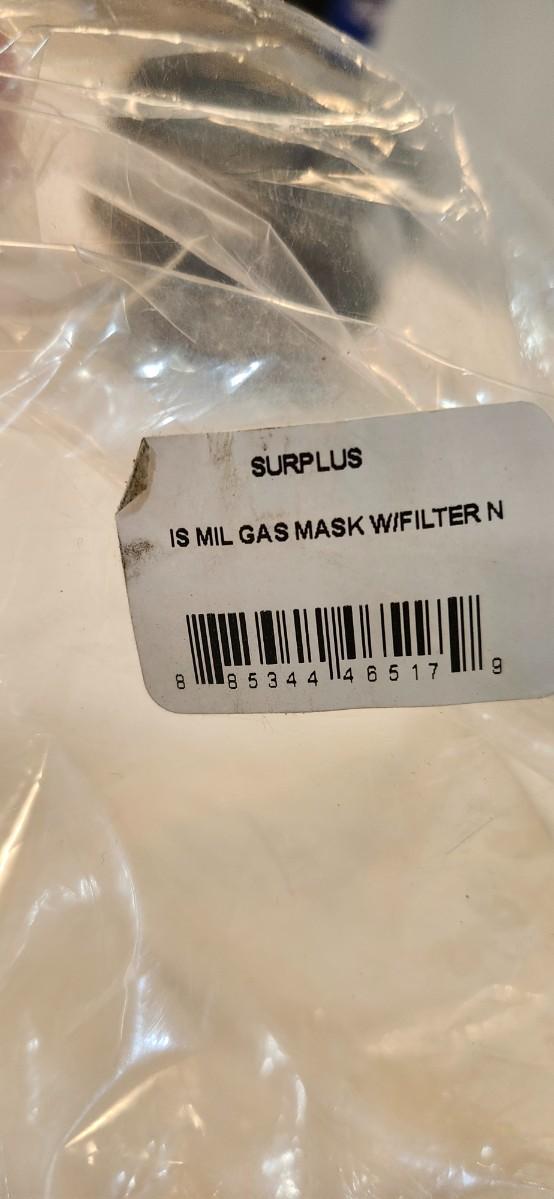 SURPLUS
IS MIL GAS MASK W/FILTER N
8 85344 46517 9